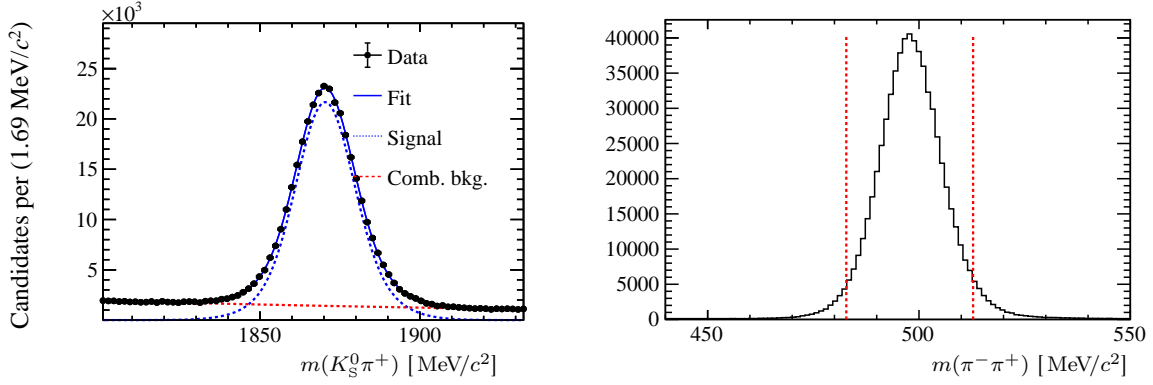 ×10³
25
20
15
10
5
1850
1900
Candidates per (1.69 MeV/c²)
m(K⁰_S π⁺) [MeV/c²]
Data
Fit
Signal
Comb. bkg.
40000
35000
30000
25000
20000
15000
10000
5000
0
450
500
550
m(π⁻π⁺) [MeV/c²]